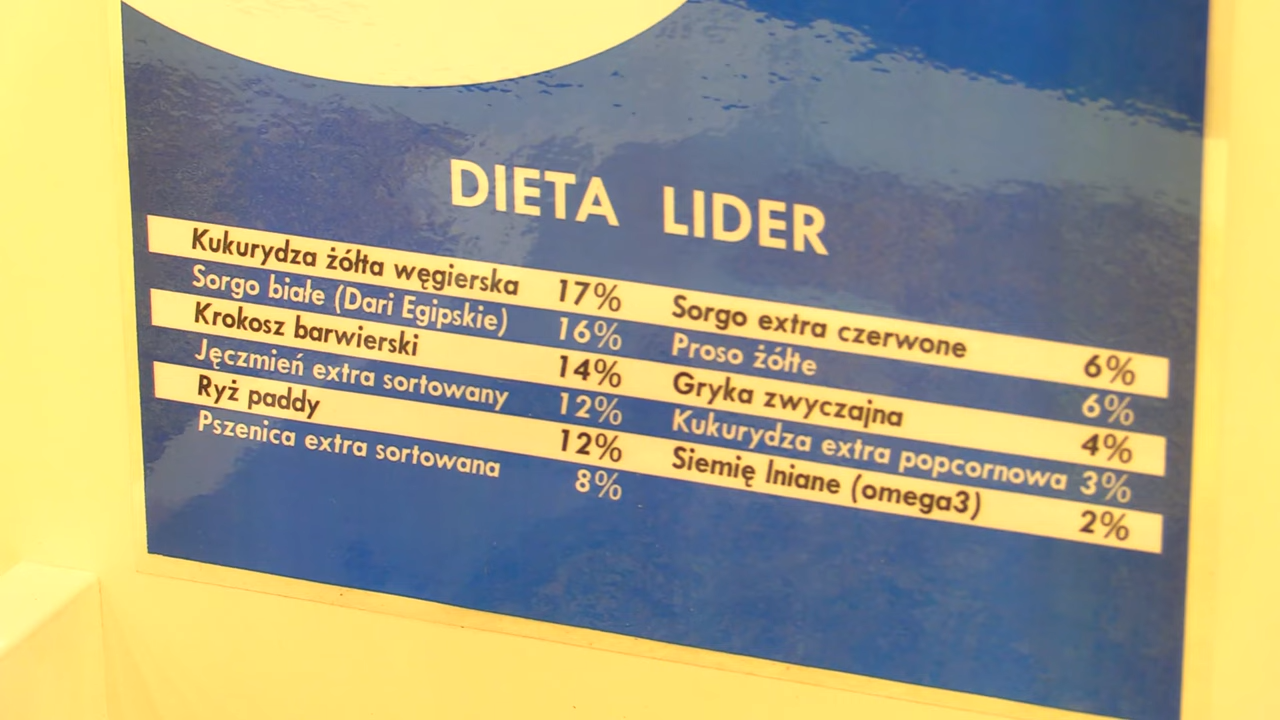 DIETA LIDER
Kukurydza żółta węgierska 17%
Sorgo białe (Dari Egipskie) 16%
Krokosz barwierski 14%
Jęczmień extra sortowany 12%
Ryż paddy 12%
Pszenica extra sortowana 8%
Sorgo extra czerwone 6%
Proso żółte 6%
Gryka zwyczajna 4%
Kukurydza extra popcornowa 3%
Siemię lniane (omega3) 2%